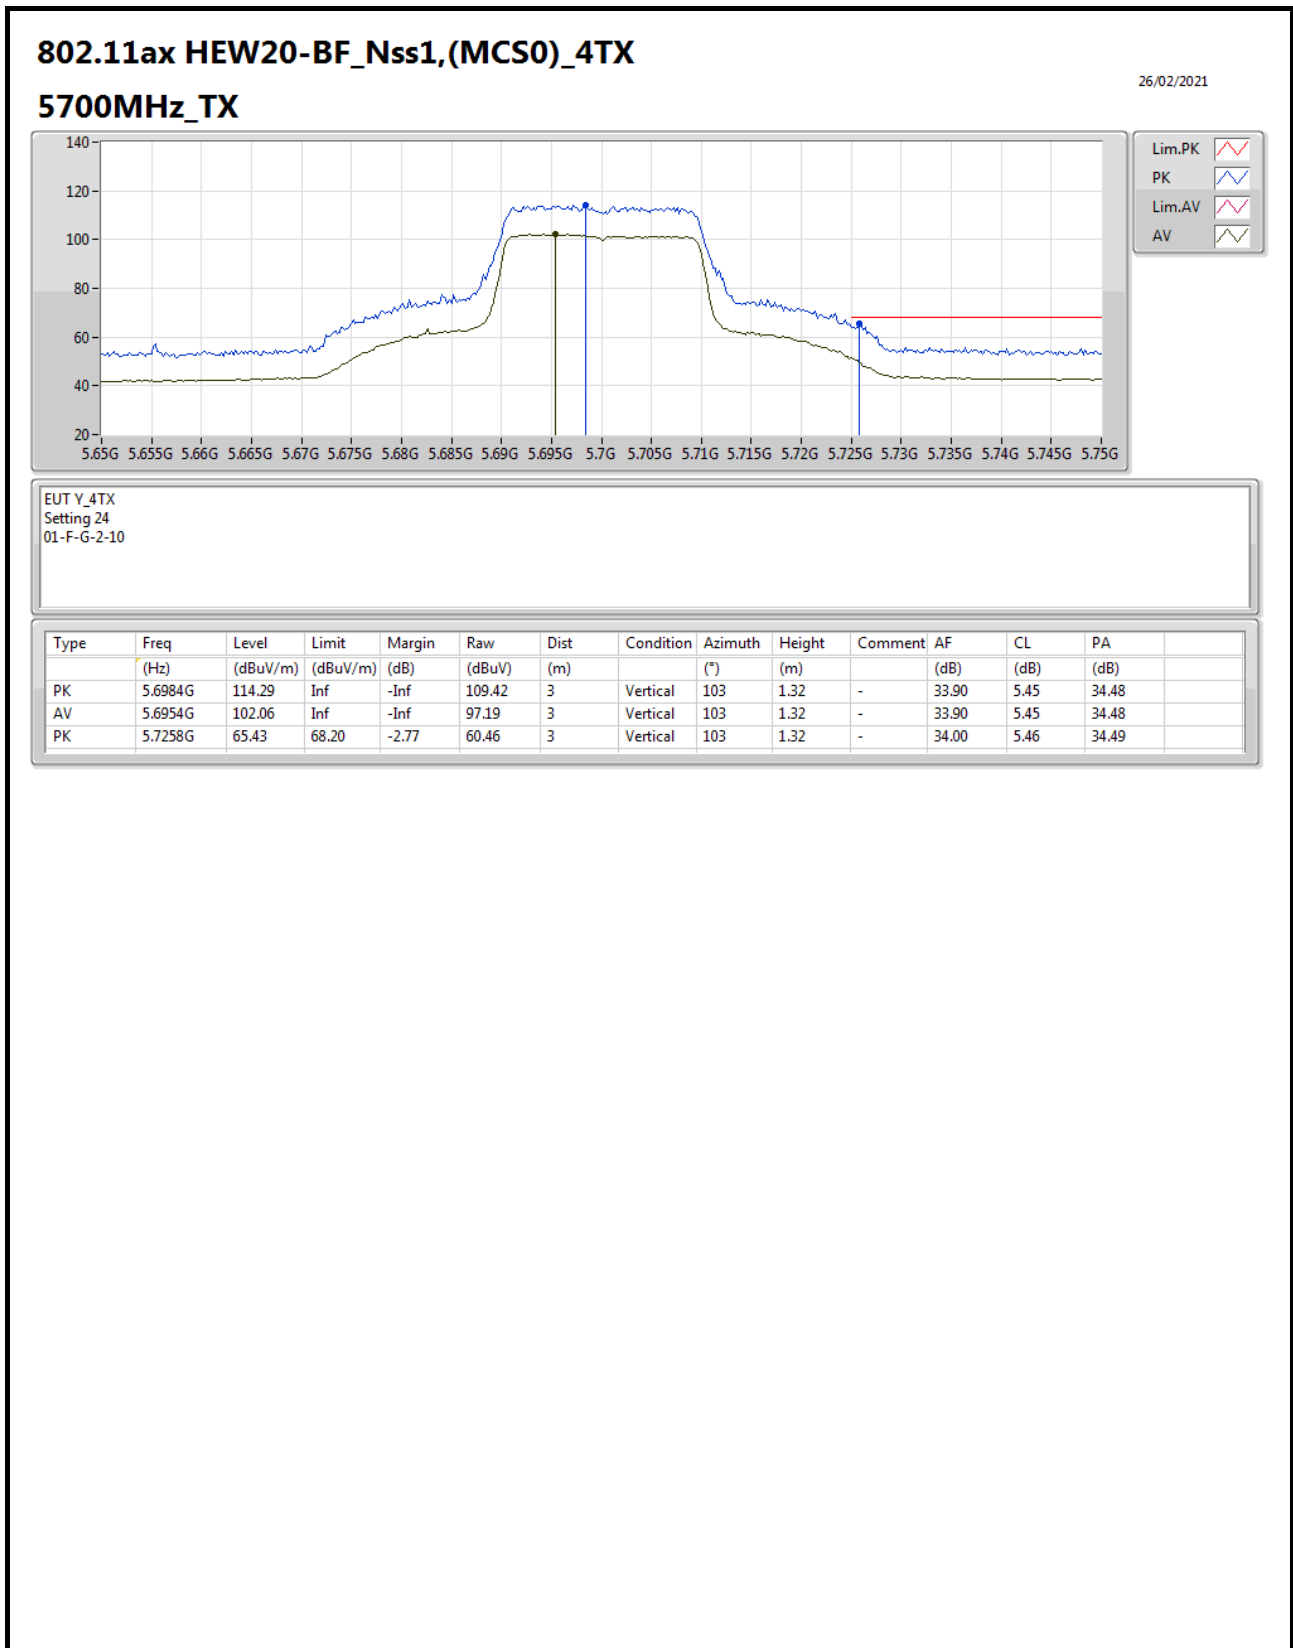 802.11ax HEW20-BF_Nss1,(MCS0)_4TX
26/02/2021
5700MHz_TX
140
120
100
80
60
40
20
5.65G 5.655G 5.66G 5.665G 5.67G 5.675G 5.68G 5.685G 5.69G 5.695G 5.7G 5.705G 5.71G 5.715G 5.72G 5.725G 5.73G 5.735G 5.74G 5.745G 5.75G
Lim.PK
PK
Lim.AV
AV
EUT Y_4TX
Setting 24
01-F-G-2-10
Type Freq Level Limit Margin Raw Dist Condition Azimuth Height Comment AF CL PA
(Hz) (dBuV/m) (dBuV/m) (dB) (dBuV) (m) (°) (m) (dB) (dB) (dB)
PK 5.6984G 114.29 Inf -Inf 109.42 3 Vertical 103 1.32 - 33.90 5.45 34.48
AV 5.6954G 102.06 Inf -Inf 97.19 3 Vertical 103 1.32 - 33.90 5.45 34.48
PK 5.7258G 65.43 68.20 -2.77 60.46 3 Vertical 103 1.32 - 34.00 5.46 34.49